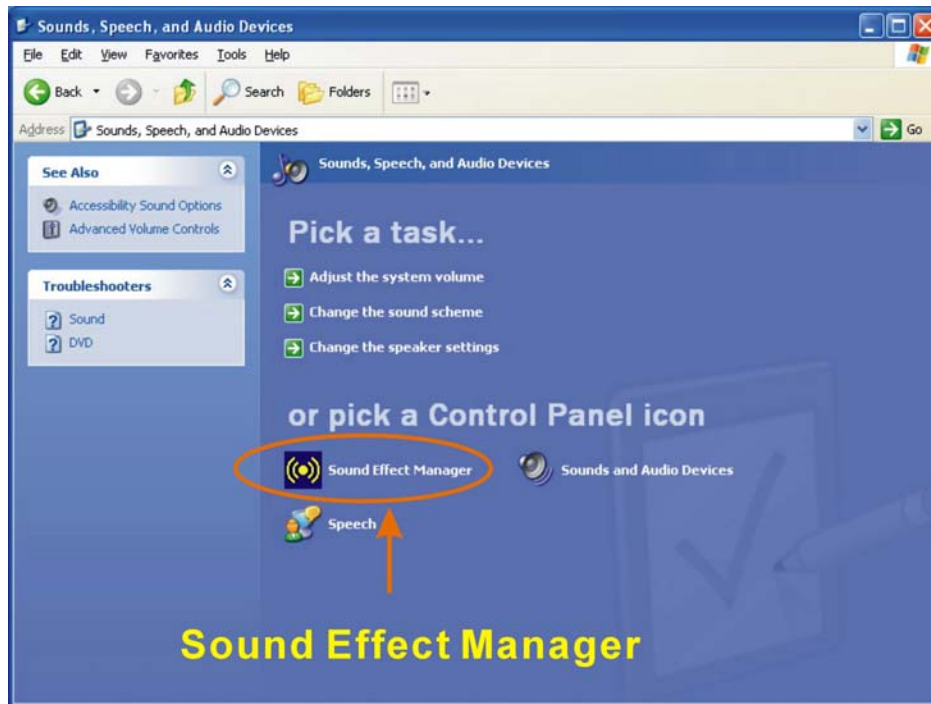 Sounds, Speech, and Audio Devices
File Edit View Favorites Tools Help
Back Search Folders
Address Sounds, Speech, and Audio Devices Go
See Also
Accessibility Sound Options
Advanced Volume Controls
Troubleshooters
Sound
DVD
Sounds, Speech, and Audio Devices
Pick a task...
Adjust the system volume
Change the sound scheme
Change the speaker settings
or pick a Control Panel icon
Sound Effect Manager Sounds and Audio Devices
Speech
Sound Effect Manager